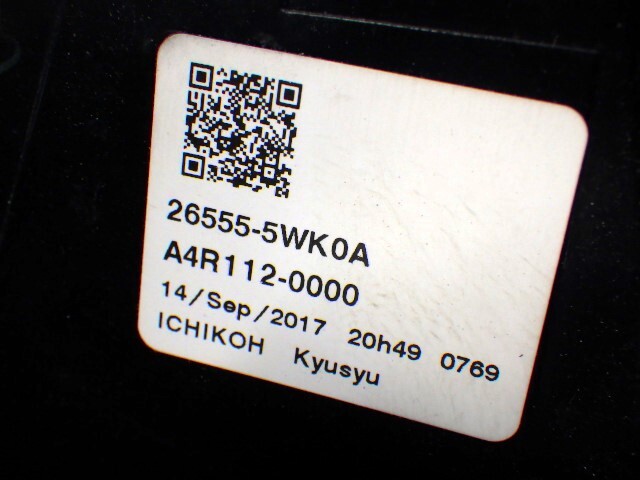 26555-5WK0A
A4R112-0000
14/Sep/2017 20h49 0769
ICHIKOH Kyusyu